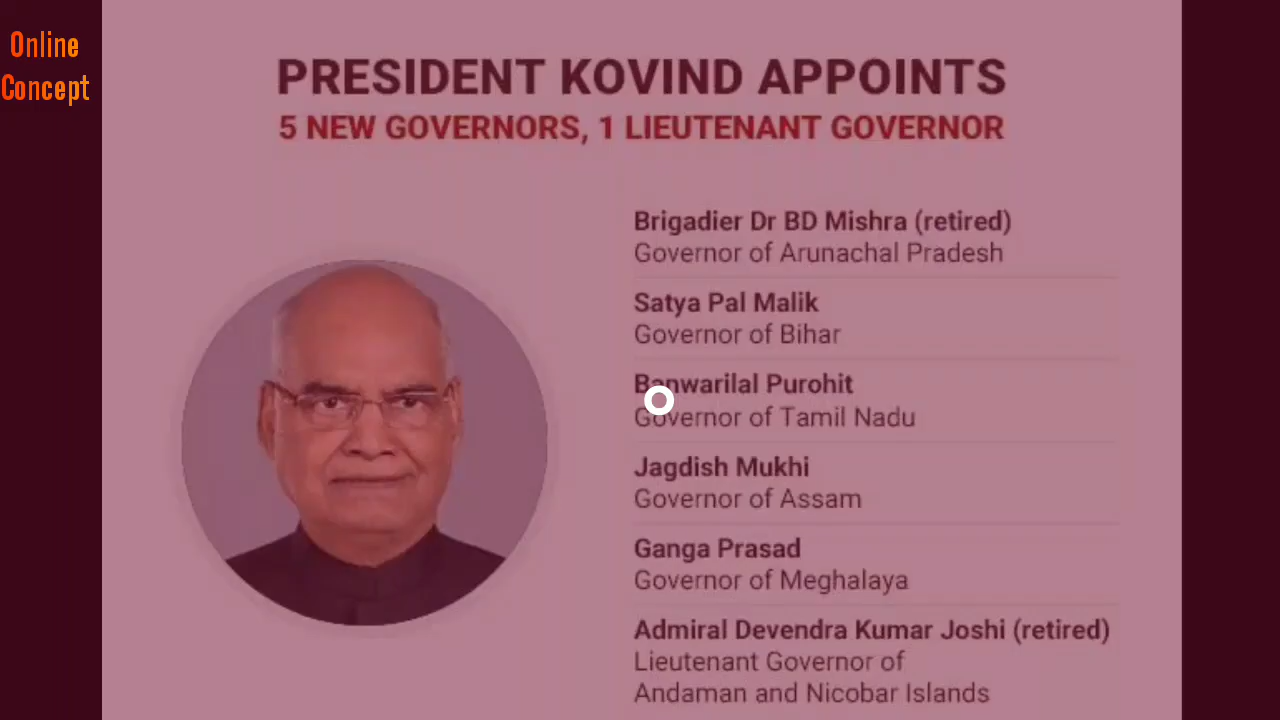 Online
Concept
PRESIDENT KOVIND APPOINTS
5 NEW GOVERNORS, 1 LIEUTENANT GOVERNOR
Brigadier Dr BD Mishra (retired)
Governor of Arunachal Pradesh
Satya Pal Malik
Governor of Bihar
Banwarilal Purohit
Governor of Tamil Nadu
Jagdish Mukhi
Governor of Assam
Ganga Prasad
Governor of Meghalaya
Admiral Devendra Kumar Joshi (retired)
Lieutenant Governor of
Andaman and Nicobar Islands